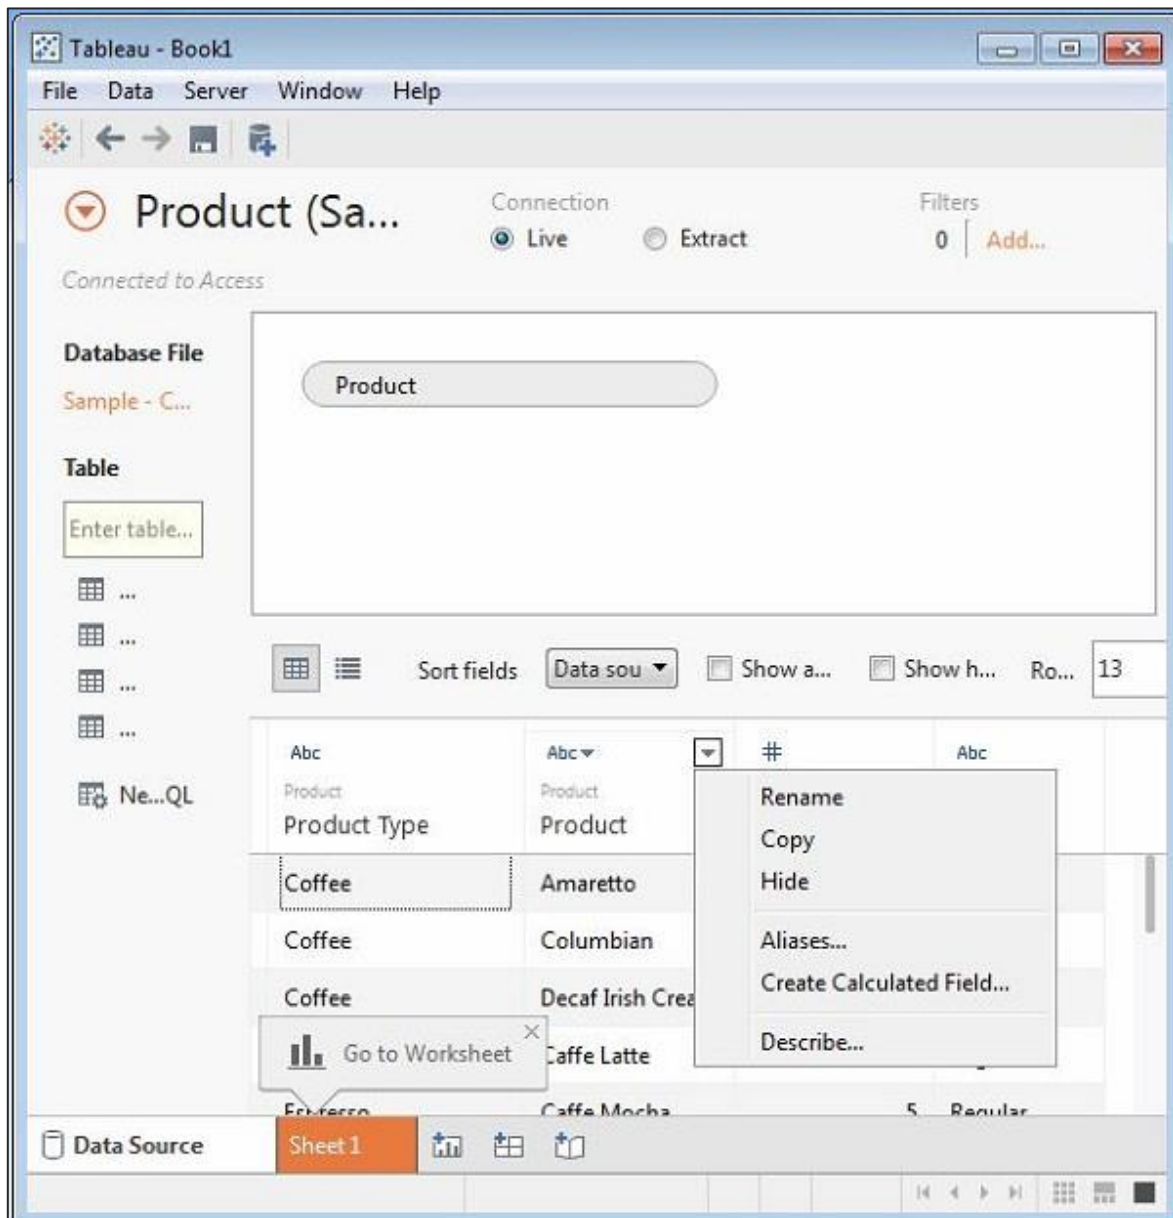 Tableau - Book1
File Data Server Window Help
Product (Sa...
Connection
Filters
Live Extract
0 Add...
Connected to Access
Database File
Sample - C...
Table
Enter table...
...
...
...
...
Ne...QL
Product
Sort fields Data sou Show a... Show h... Ro... 13
Abc Abc # Abc
Product Product
Product Type Product
Coffee Amaretto
Coffee Columbian
Coffee Decaf Irish Crea
Caffe Latte
Espresso Caffe Mocha 5 Regular
Rename
Copy
Hide
Aliases...
Create Calculated Field...
Describe...
Go to Worksheet
Data Source Sheet 1